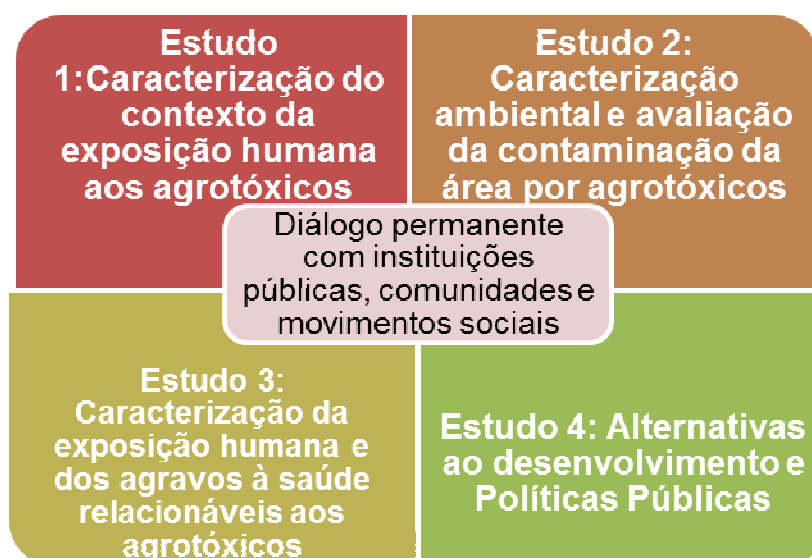 Estudo
1:Caracterização do
contexto da
exposição humana
aos agrotóxicos
Estudo 2:
Caracterização
ambiental e avaliação
da contaminação da
área por agrotóxicos
Diálogo permanente
com instituições
públicas, comunidades e
movimentos sociais
Estudo 3:
Caracterização da
exposição humana e
dos agravos à saúde
relacionáveis aos
agrotóxicos
Estudo 4: Alternativas
ao desenvolvimento e
Políticas Públicas